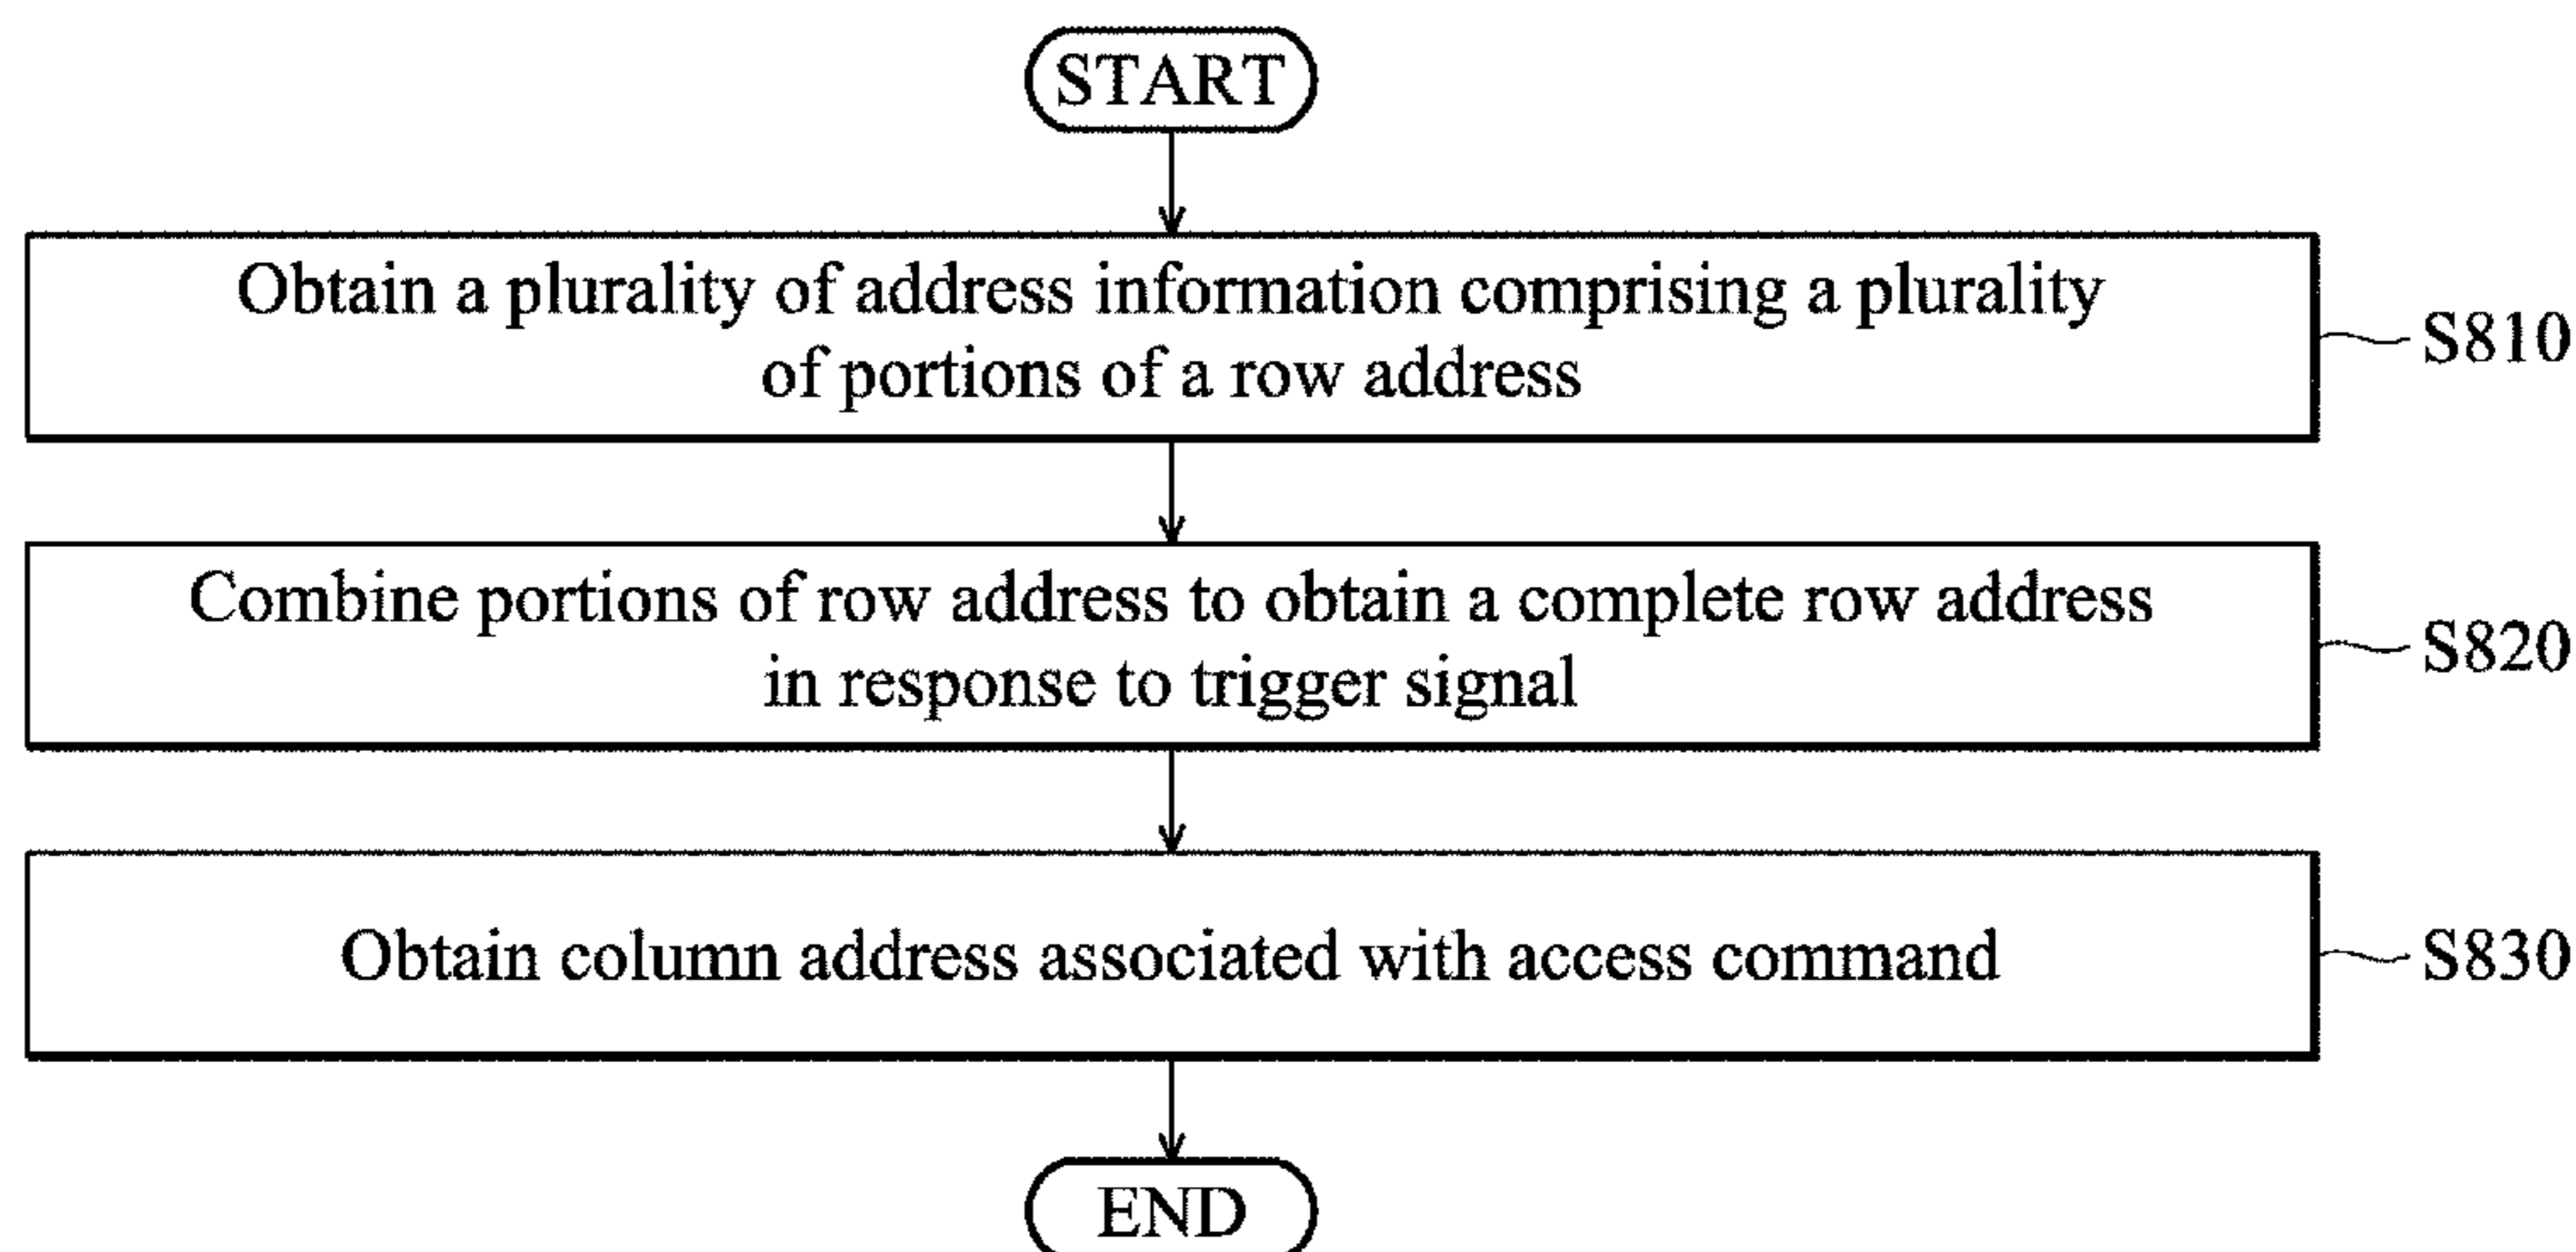 START
Obtain a plurality of address information comprising a plurality
of portions of a row address
S810
Combine portions of row address to obtain a complete row address
in response to trigger signal
S820
Obtain column address associated with access command
S830
END